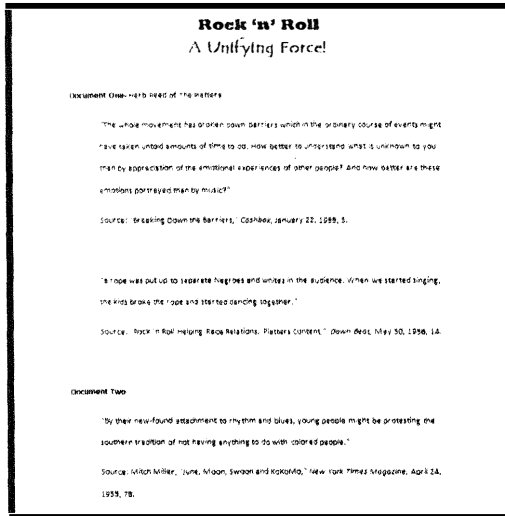 Rock ‘n’ Roll
A Unifying Force!
Document One- Herb Reed of The Platters
“The whole movement has broken down barriers which in the ordinary course of events might
have taken untold amounts of time to do. How better to understand what is unknown to you
than by appreciation of the emotional experiences of other people? And how better are these
emotions portrayed than by music?”
Source: “Breaking Down the Barriers,” Cashbox, January 22, 1955, 3.
“a rope was put up to separate Negroes and whites in the audience. When we started singing,
the kids broke the rope and started dancing together.”
Source: “Rock ‘n Roll Helping Race Relations, Platters Content,” Down Beat, May 30, 1956, 14.
Document Two
“By their new-found attachment to rhythm and blues, young people might be protesting the
southern tradition of not having anything to do with colored people.”
Source: Mitch Miller, “June, Moon, Swoon and KoKoMo,” New York Times Magazine, April 24,
1955, 78.